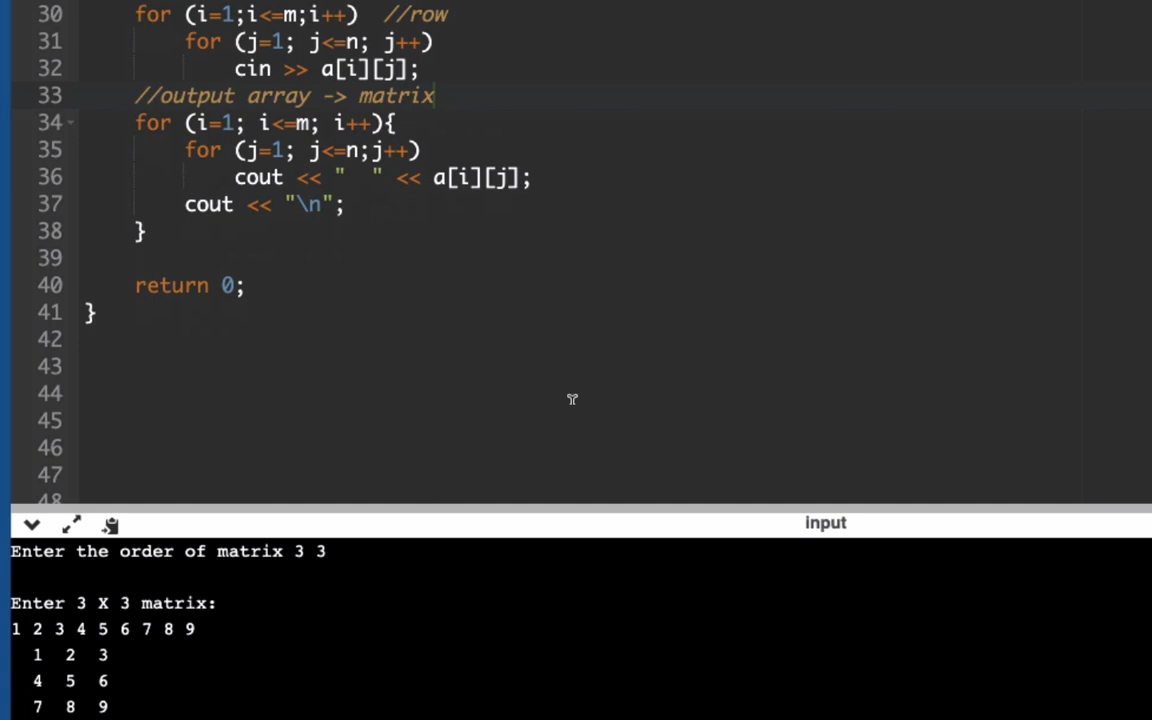 30 for (i=1;i<=m;i++) //row
31 for (j=1; j<=n; j++)
32 cin >> a[i][j];
33 //output array -> matrix
34 for (i=1; i<=m; i++){
35 for (j=1; j<=n;j++)
36 cout << "  " << a[i][j];
37 cout << "\n";
38 }
39
40 return 0;
41 }
42
43
44
45
46
47
48
input
Enter the order of matrix 3 3
Enter 3 X 3 matrix:
1 2 3 4 5 6 7 8 9
1 2 3
4 5 6
7 8 9